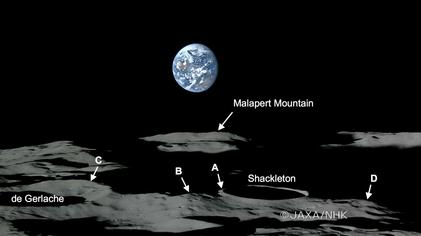 Malapert Mountain
C
B
A
Shackleton
D
de Gerlache
©JAXA/NHK